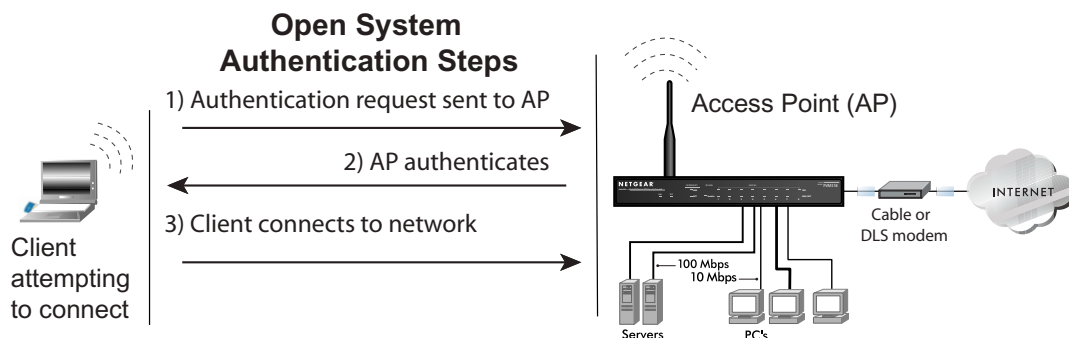 Open System
Authentication Steps
1) Authentication request sent to AP
2) AP authenticates
3) Client connects to network
Client
attempting
to connect
Access Point (AP)
NETGEAR
INTERNET
Cable or
DLS modem
100 Mbps
10 Mbps
Servers
PC's